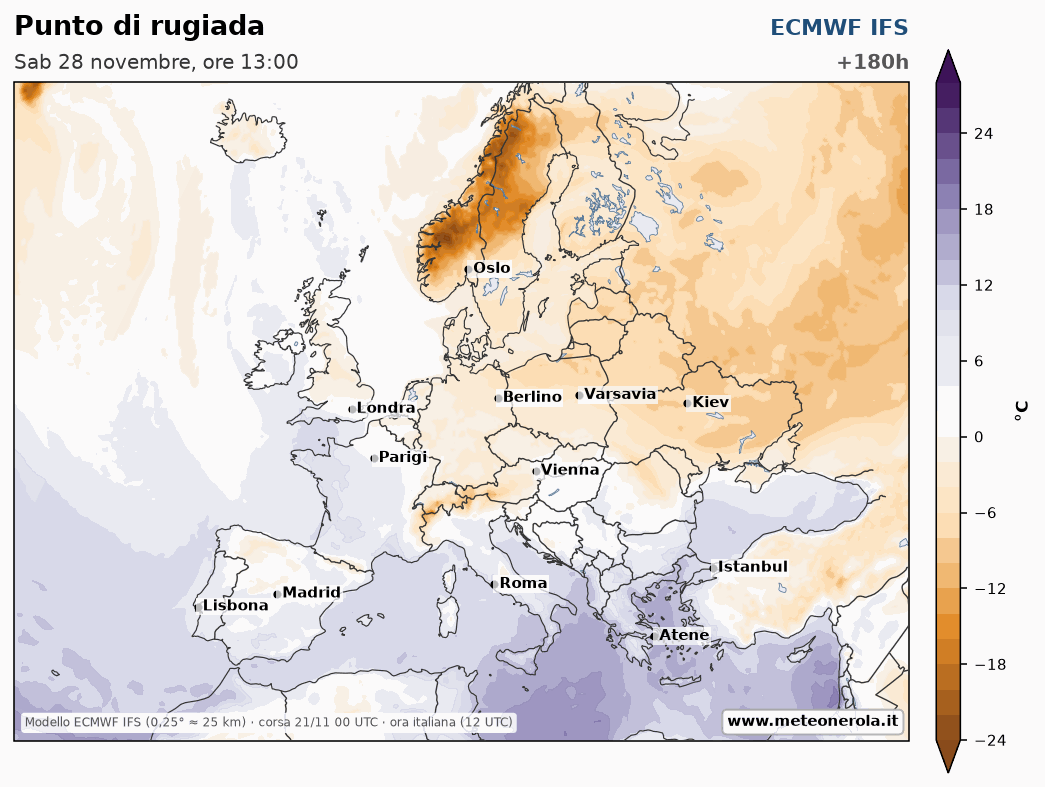 Punto di rugiada
ECMWF IFS
Sab 28 novembre, ore 13:00
+180h
24
18
12
6
0
−6
−12
−18
−24
°C
Oslo
Berlino
Varsavia
Kiev
Londra
Parigi
Vienna
Istanbul
Roma
Madrid
Lisbona
Atene
Modello ECMWF IFS (0,25° ≈ 25 km) · corsa 21/11 00 UTC · ora italiana (12 UTC)
www.meteonerola.it